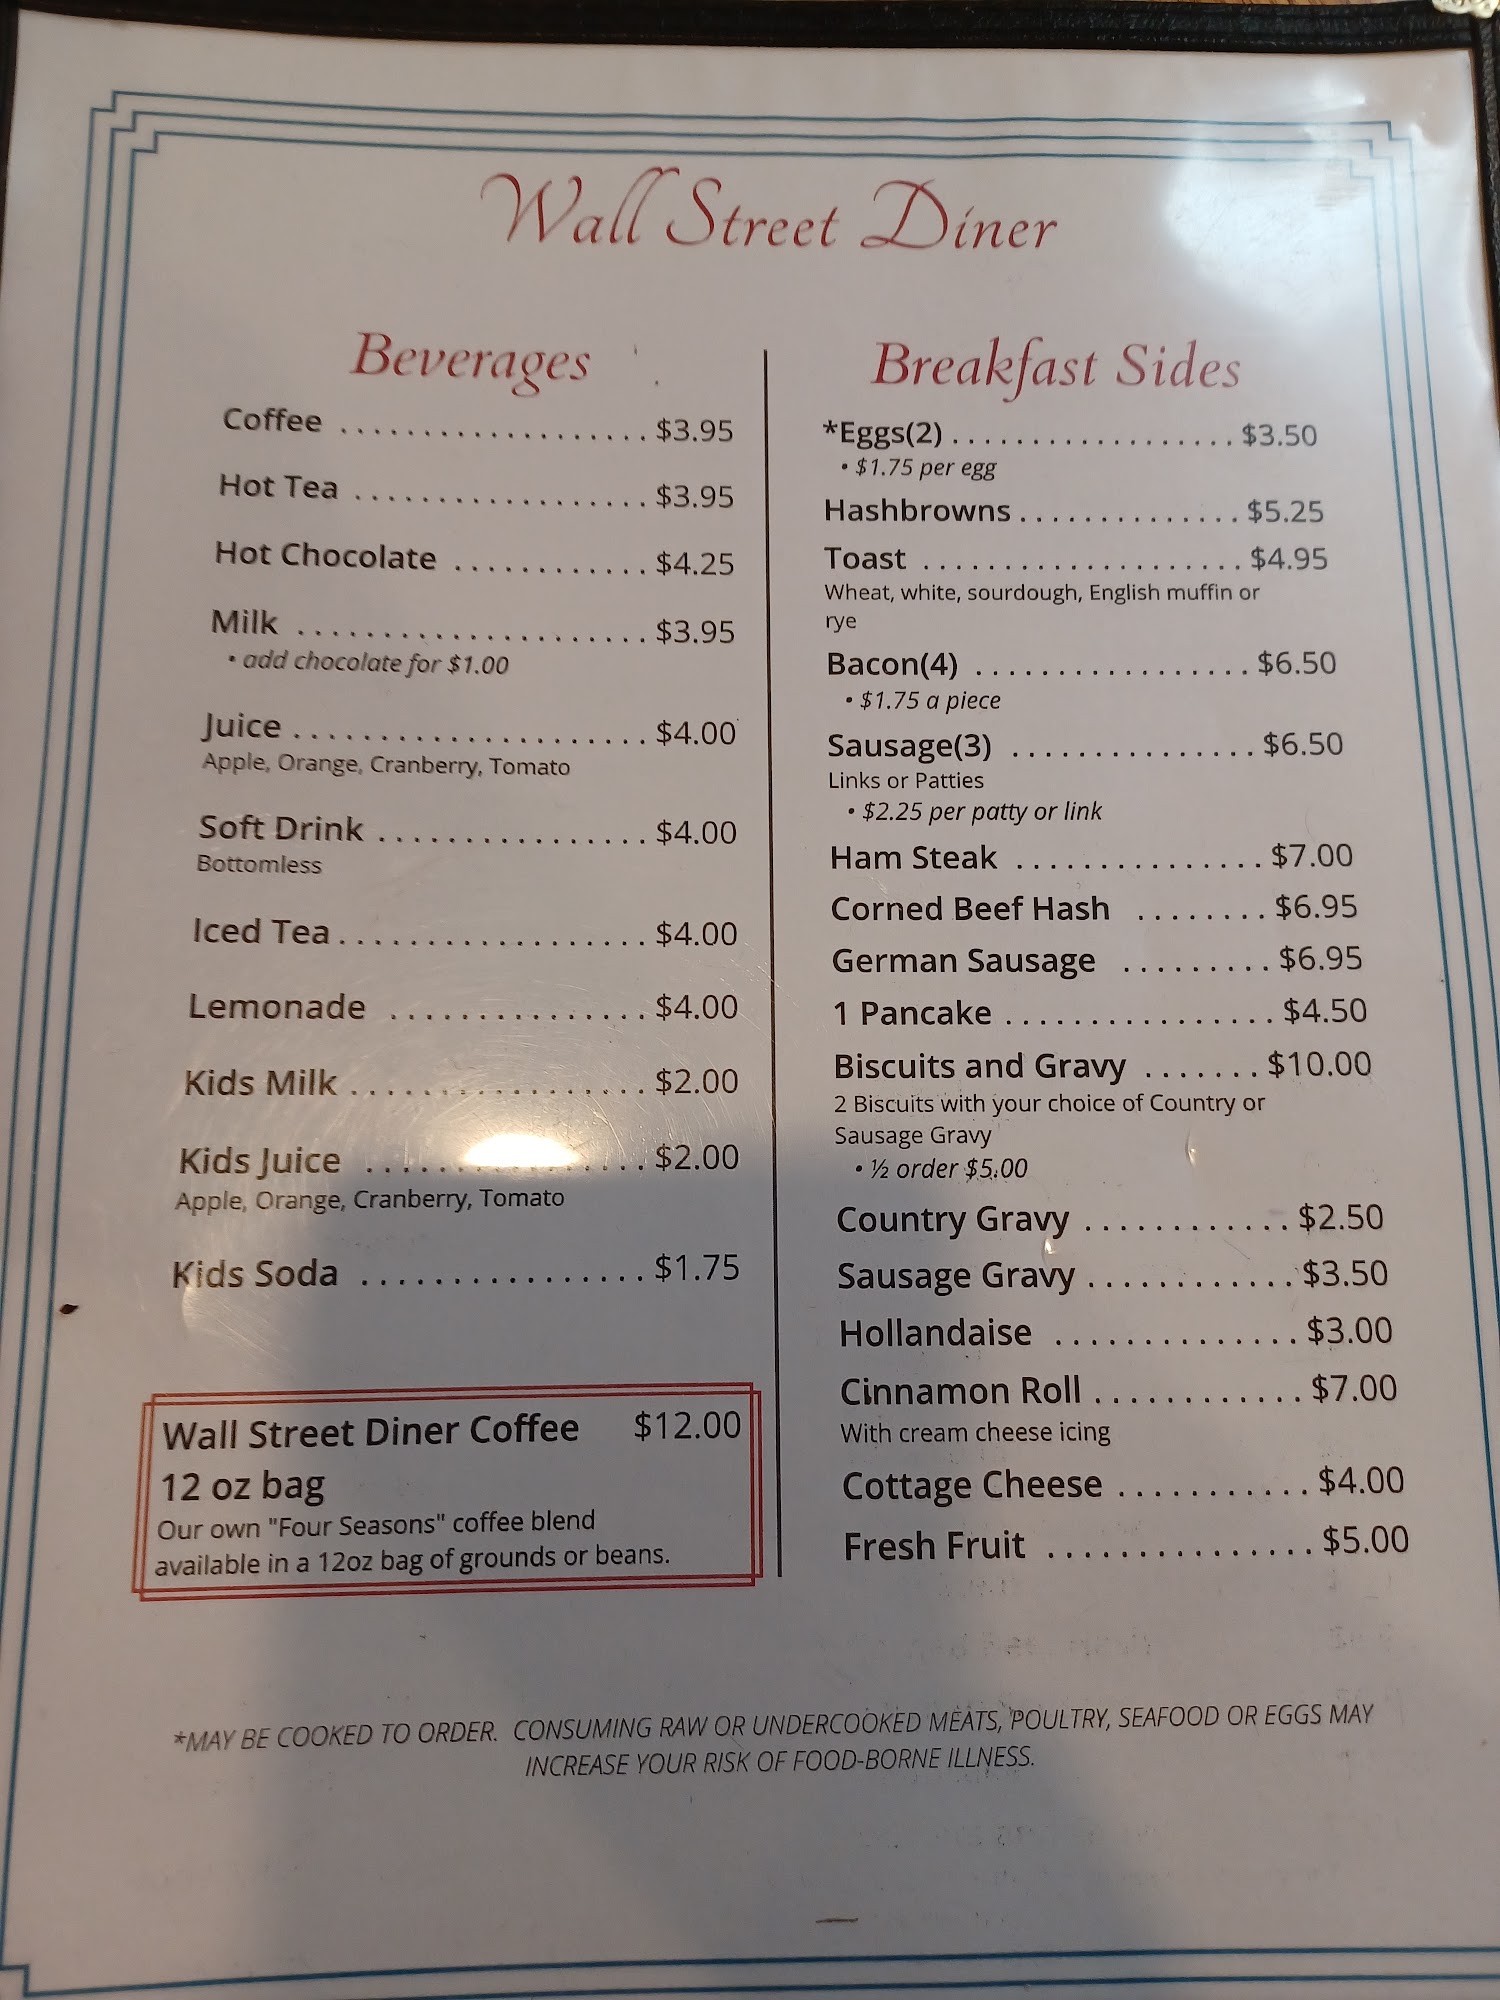 Wall Street Diner
Beverages
Coffee ................... $3.95
Hot Tea .................. $3.95
Hot Chocolate ............ $4.25
Milk ..................... $3.95
• add chocolate for $1.00
Juice ..................... $4.00
Apple, Orange, Cranberry, Tomato
Soft Drink ................ $4.00
Bottomless
Iced Tea ................... $4.00
Lemonade ................ $4.00
Kids Milk .................. $2.00
Kids Juice ................. $2.00
Apple, Orange, Cranberry, Tomato
Kids Soda ................ $1.75
Wall Street Diner Coffee $12.00
12 oz bag
Our own "Four Seasons" coffee blend
available in a 12oz bag of grounds or beans.
Breakfast Sides
*Eggs(2) .................. $3.50
• $1.75 per egg
Hashbrowns .............. $5.25
Toast .................... $4.95
Wheat, white, sourdough, English muffin or
rye
Bacon(4) ................. $6.50
• $1.75 a piece
Sausage(3) ............... $6.50
Links or Patties
• $2.25 per patty or link
Ham Steak ............... $7.00
Corned Beef Hash ........ $6.95
German Sausage ......... $6.95
1 Pancake ................ $4.50
Biscuits and Gravy ....... $10.00
2 Biscuits with your choice of Country or
Sausage Gravy
• ½ order $5.00
Country Gravy ............ $2.50
Sausage Gravy ............ $3.50
Hollandaise .............. $3.00
Cinnamon Roll ............ $7.00
With cream cheese icing
Cottage Cheese ........... $4.00
Fresh Fruit ............... $5.00
*MAY BE COOKED TO ORDER. CONSUMING RAW OR UNDERCOOKED MEATS, POULTRY, SEAFOOD OR EGGS MAY
INCREASE YOUR RISK OF FOOD-BORNE ILLNESS.